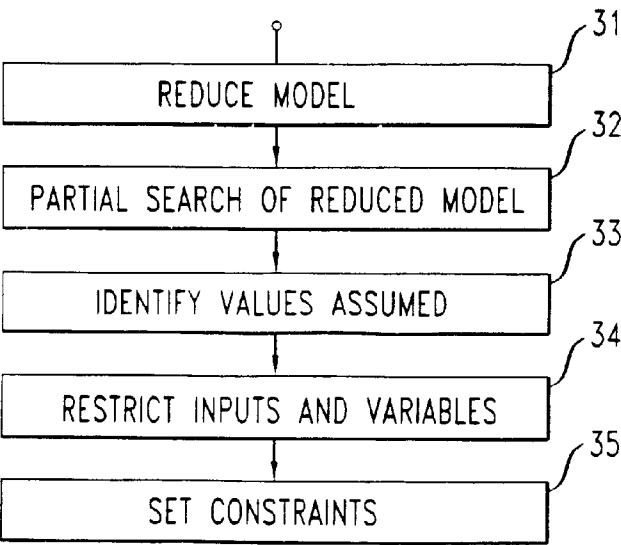 31
REDUCE MODEL
32
PARTIAL SEARCH OF REDUCED MODEL
33
IDENTIFY VALUES ASSUMED
34
RESTRICT INPUTS AND VARIABLES
35
SET CONSTRAINTS